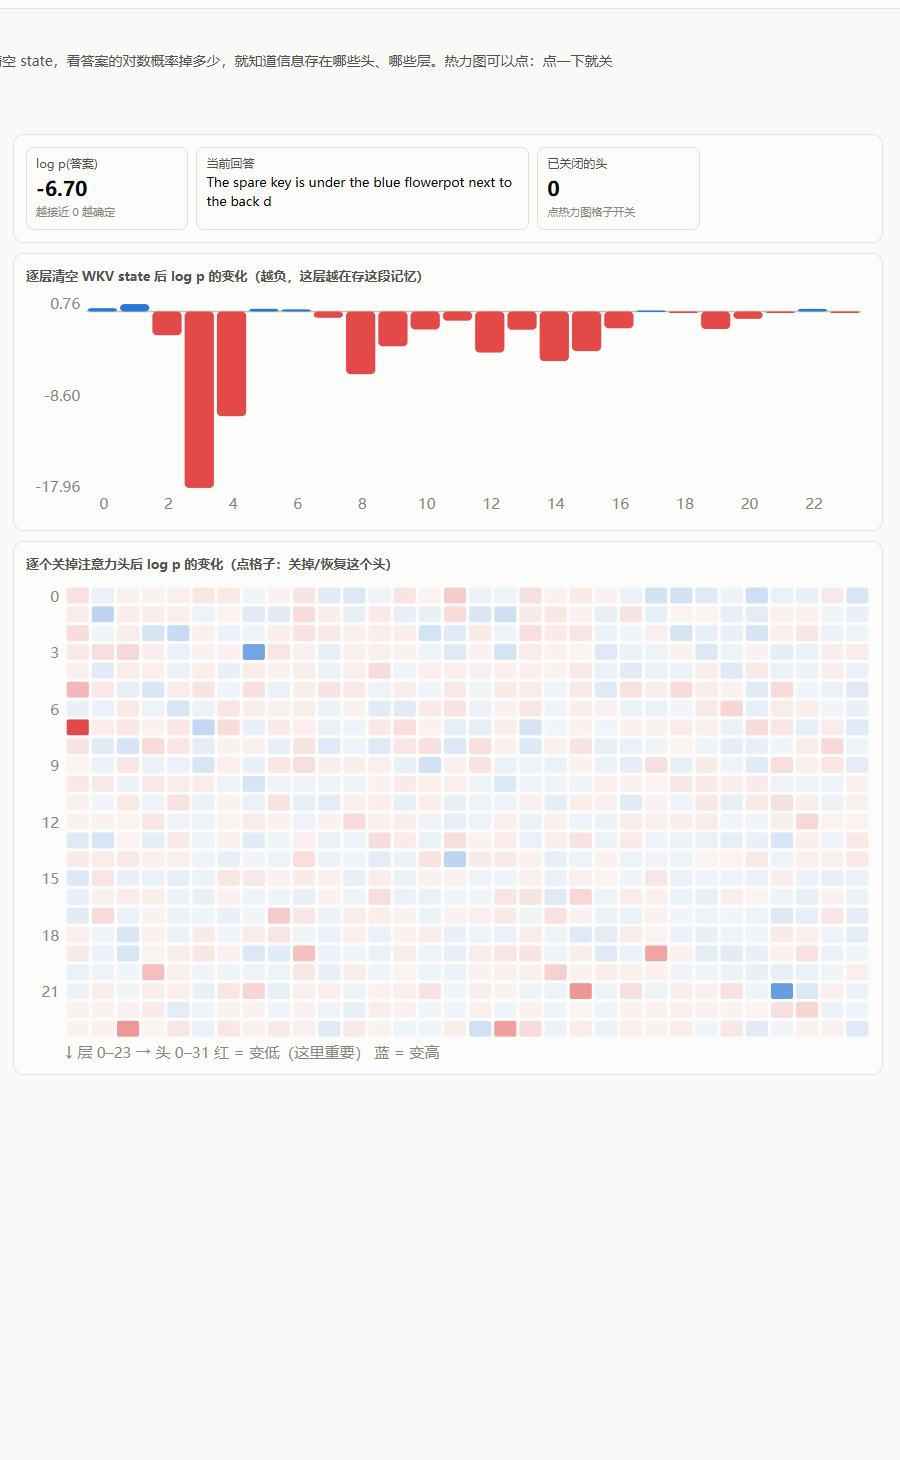 空 state，看答案的对数概率掉多少，就知道信息存在哪些头、哪些层。热力图可以点：点一下就关
log p(答案)
-6.70
越接近 0 越确定
当前回答
The spare key is under the blue flowerpot next to
the back d
已关闭的头
0
点热力图格子开关
逐层清空 WKV state 后 log p 的变化（越负，这层越在存这段记忆）
0.76
-8.60
-17.96
0 2 4 6 8 10 12 14 16 18 20 22
逐个关掉注意力头后 log p 的变化（点格子：关掉/恢复这个头）
0
3
6
9
12
15
18
21
↓ 层 0–23 → 头 0–31 红 = 变低（这里重要） 蓝 = 变高